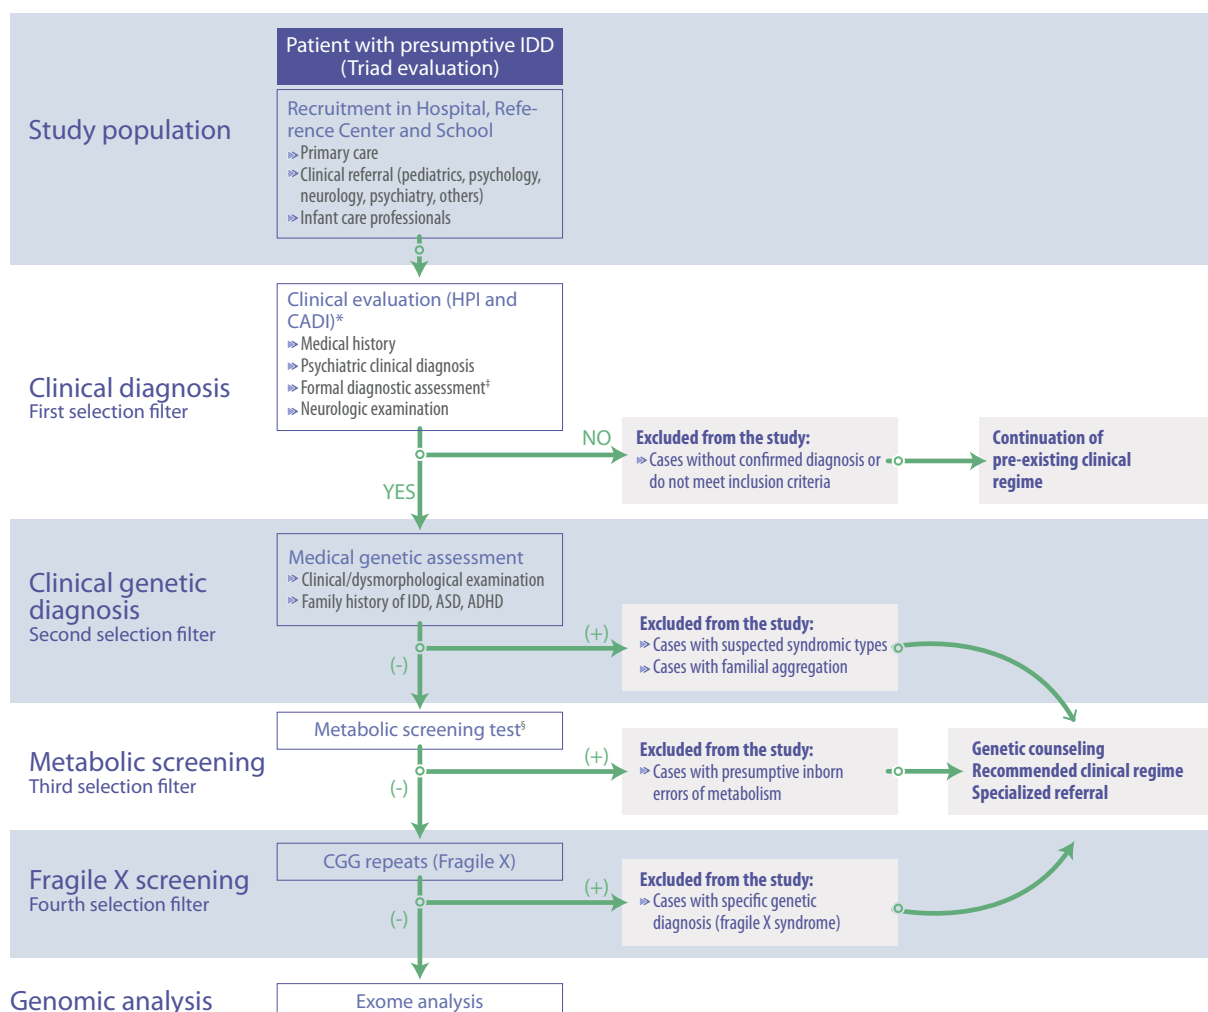 Patient with presumptive IDD
(Triad evaluation)
Study population
Recruitment in Hospital, Refe-
rence Center and School
Primary care
Clinical referral (pediatrics, psychology,
neurology, psychiatry, others)
Infant care professionals
Clinical diagnosis
First selection filter
Clinical evaluation (HPI and
CADI)*
Medical history
Psychiatric clinical diagnosis
Formal diagnostic assessment‡
Neurologic examination
NO
YES
Excluded from the study:
Cases without confirmed diagnosis or
do not meet inclusion criteria
Continuation of
pre-existing clinical
regime
Clinical genetic
diagnosis
Second selection filter
Medical genetic assessment
Clinical/dysmorphological examination
Family history of IDD, ASD, ADHD
(+)
(-)
Excluded from the study:
Cases with suspected syndromic types
Cases with familial aggregation
Metabolic screening
Third selection filter
Metabolic screening test§
(+)
(-)
Excluded from the study:
Cases with presumptive inborn
errors of metabolism
Genetic counseling
Recommended clinical regime
Specialized referral
Fragile X screening
Fourth selection filter
CGG repeats (Fragile X)
(+)
(-)
Excluded from the study:
Cases with specific genetic
diagnosis (fragile X syndrome)
Genomic analysis
Exome analysis